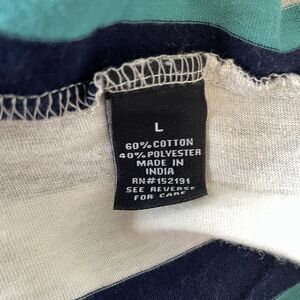 L
60% COTTON
40% POLYESTER
MADE IN
INDIA
RN#152191
SEE REVERSE
FOR CARE